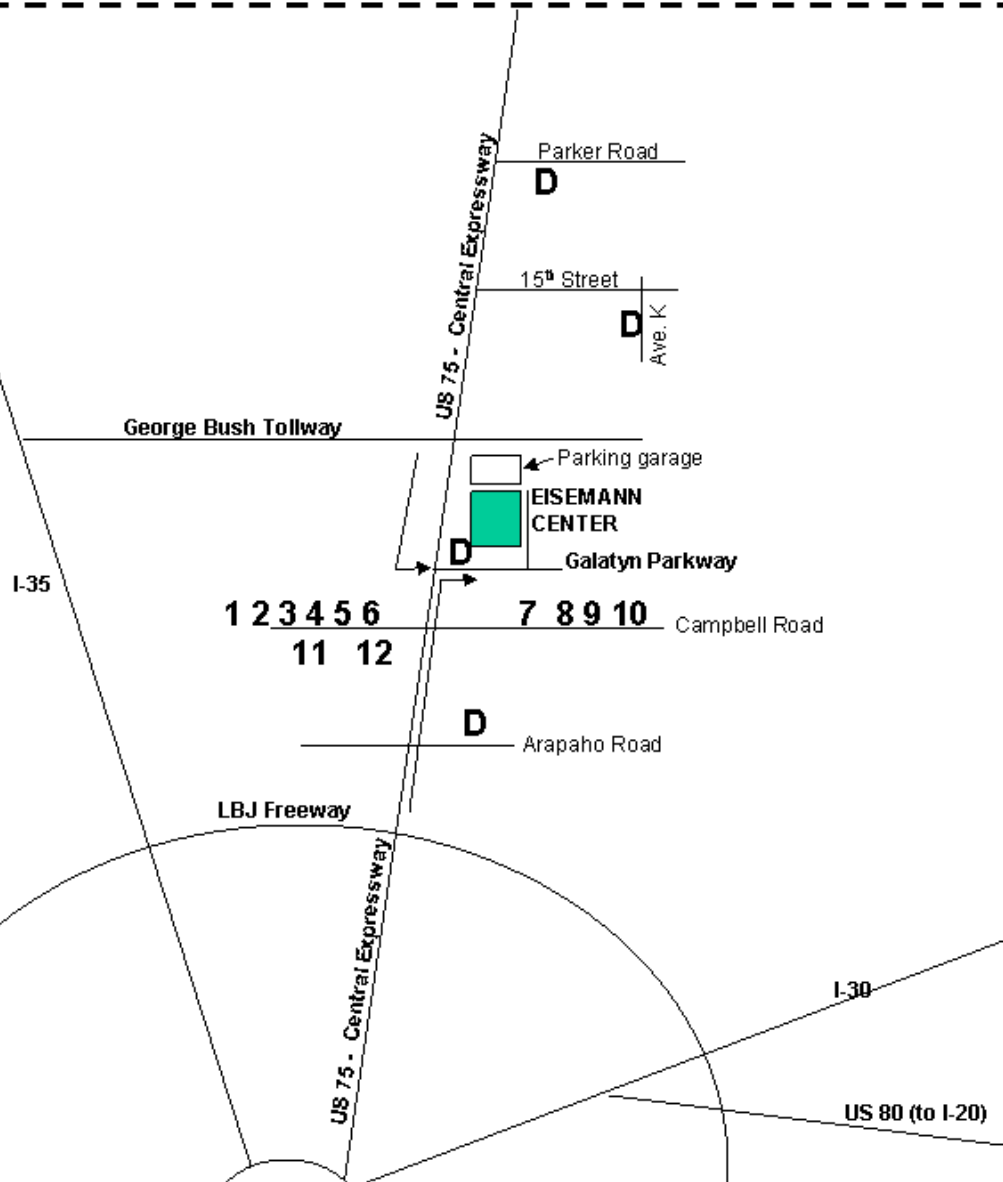 Parker Road
D
US 75 - Central Expressway
15th Street
D
Ave. K
George Bush Tollway
Parking garage
EISEMANN
CENTER
D
Galatyn Parkway
I-35
1 2 3 4 5 6 7 8 9 10
Campbell Road
11 12
D
Arapaho Road
LBJ Freeway
US 75 - Central Expressway
I-30
US 80 (to I-20)